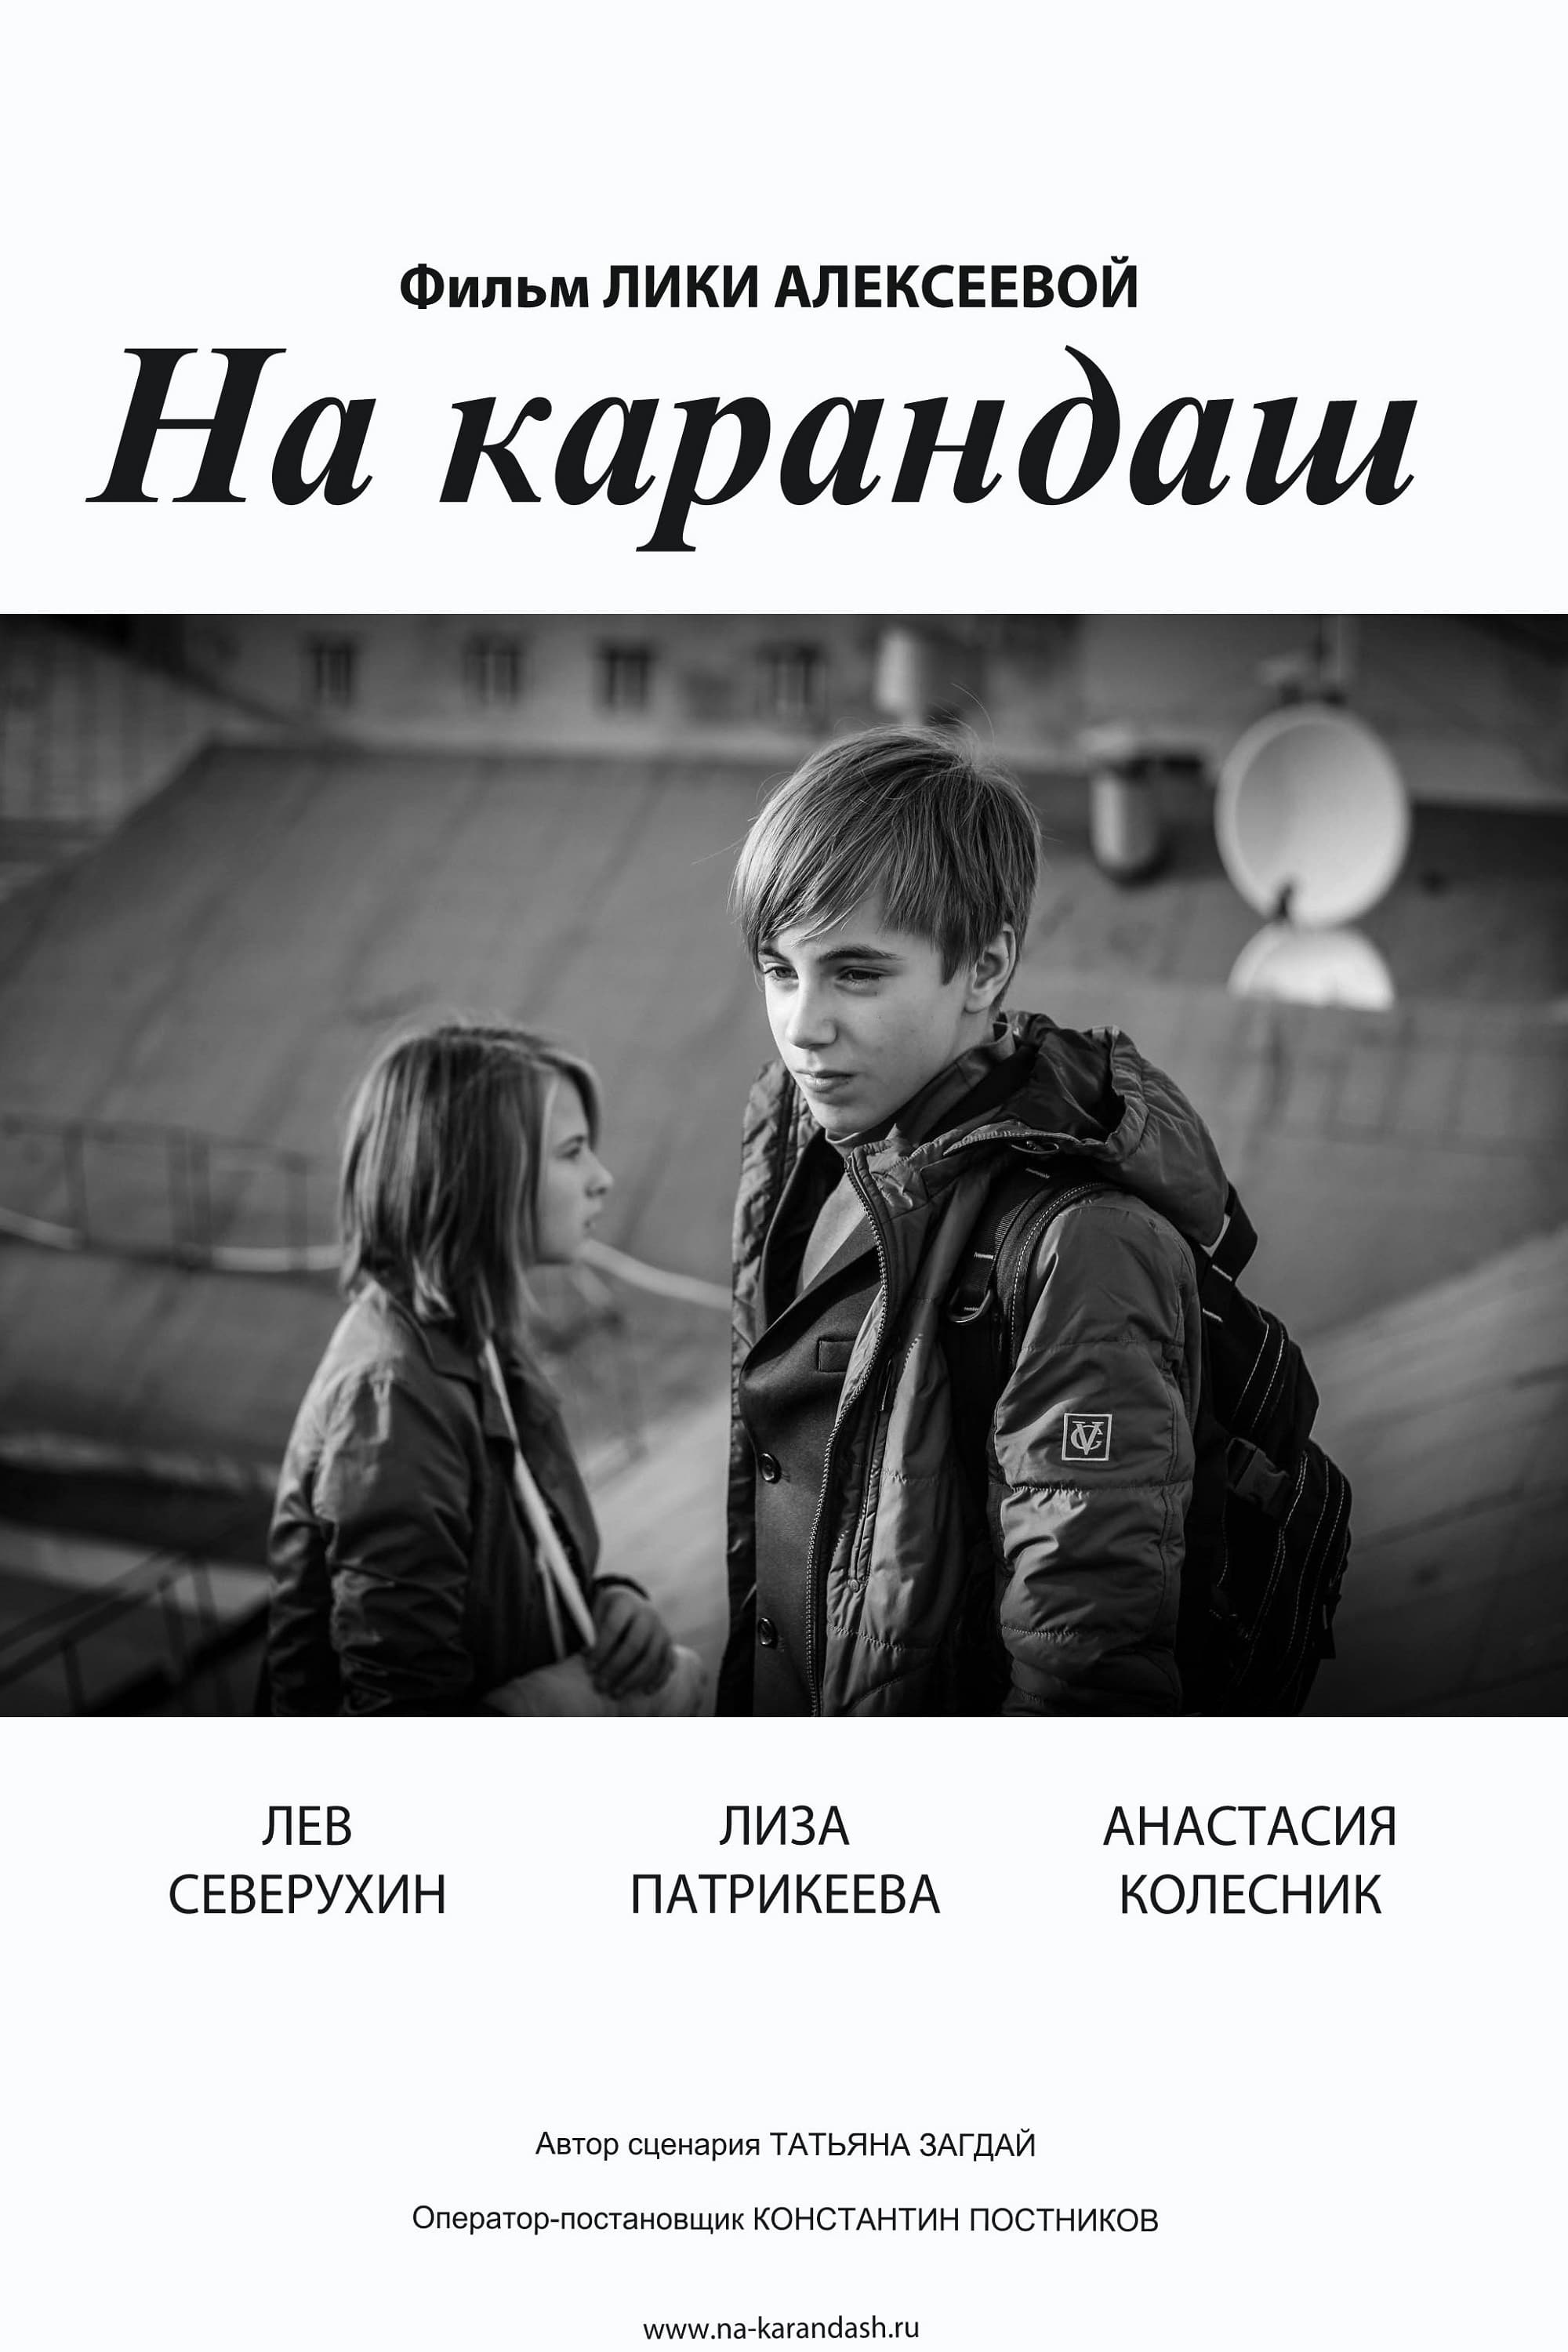 Фильм ЛИКИ АЛЕКСЕЕВОЙ
На карандаш
ЛЕВ
СЕВЕРУХИН
ЛИЗА
ПАТРИКЕЕВА
АНАСТАСИЯ
КОЛЕСНИК
Автор сценария ТАТЬЯНА ЗАГДАЙ
Оператор-постановщик КОНСТАНТИН ПОСТНИКОВ
www.na-karandash.ru